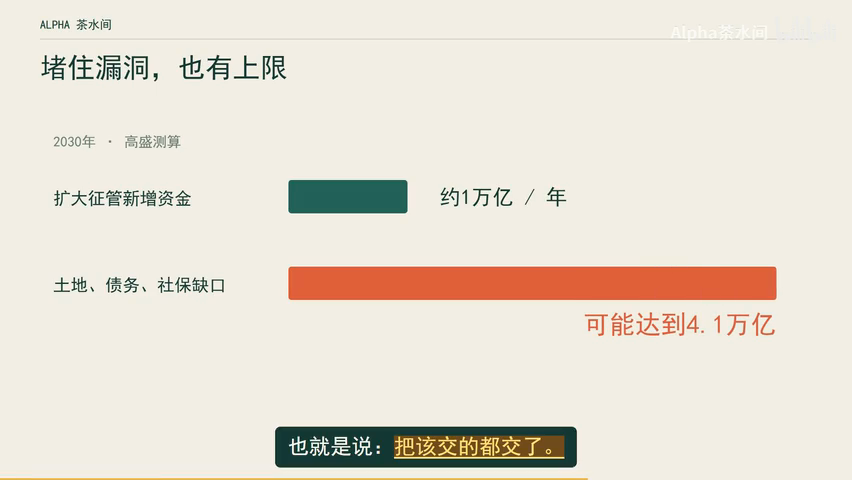 ALPHA 茶水间
Alpha茶水间
堵住漏洞，也有上限
2030年 · 高盛测算
扩大征管新增资金
约1万亿 / 年
土地、债务、社保缺口
可能达到4.1万亿
也就是说：把该交的都交了。